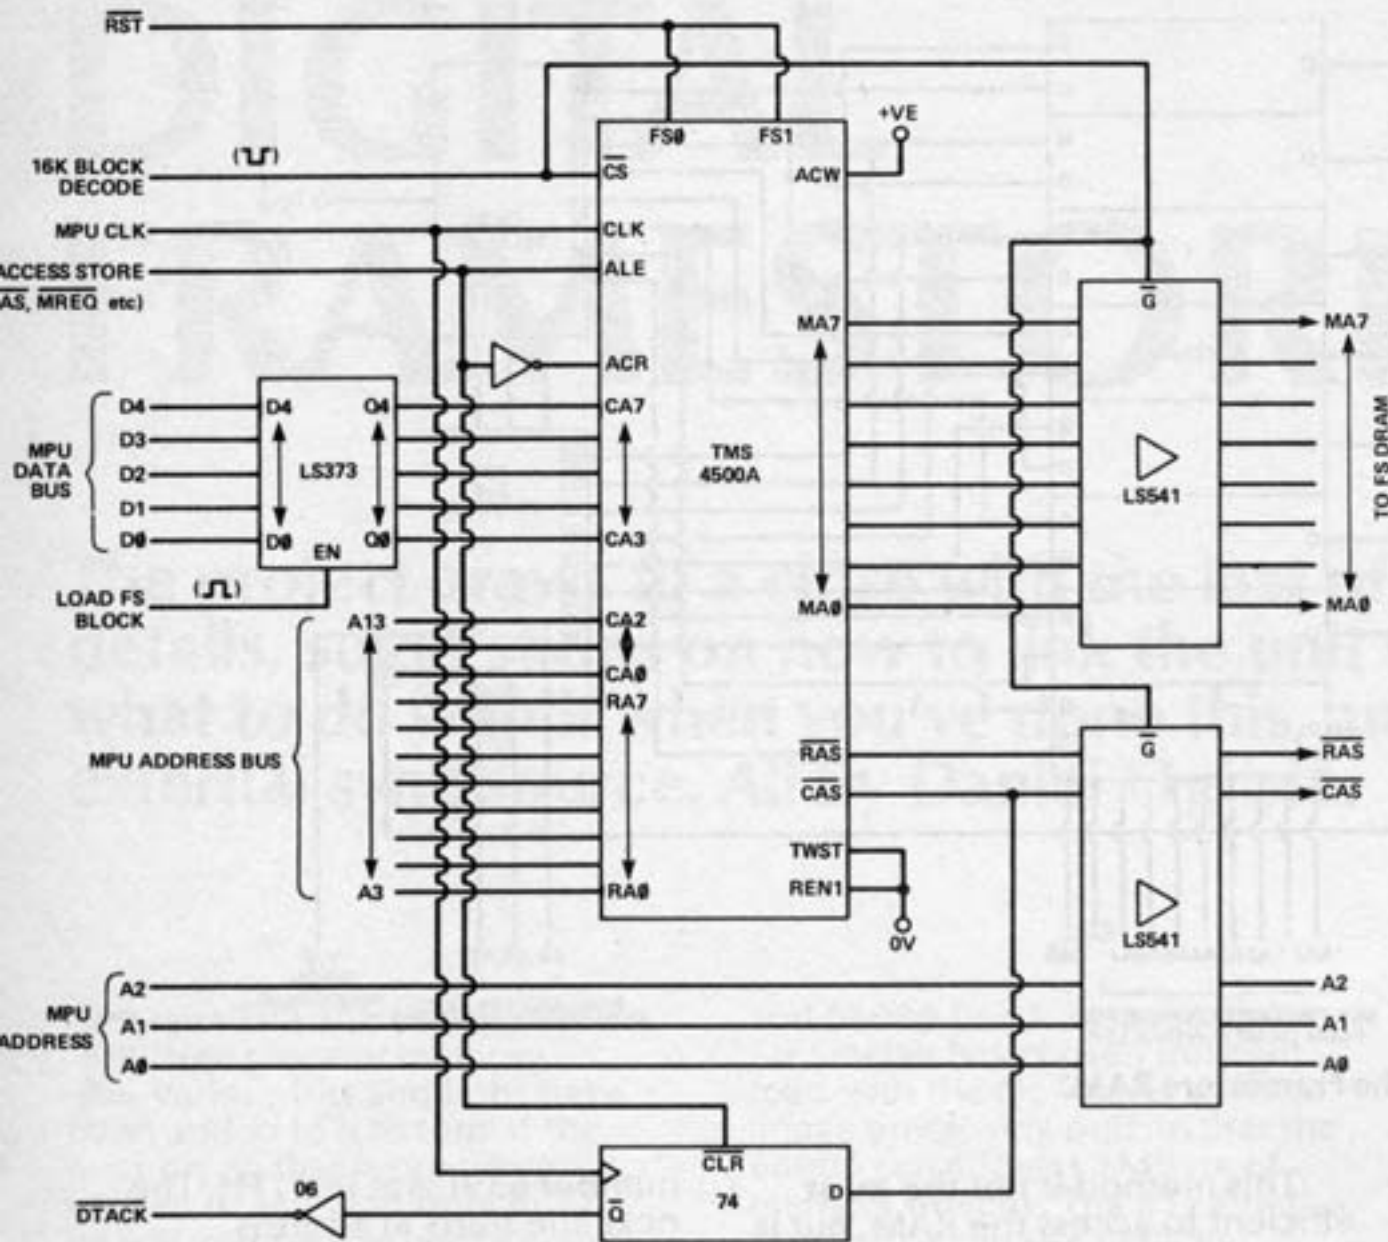 RST
16K BLOCK
DECODE
MPU CLK
ACCESS STORE
AS, MREQ etc)
FS0
FS1
+VE
CS
ACW
CLK
ALE
ACR
MPU
DATA
BUS
D4
D3
D2
D1
D0
D4
D0
LS373
O4
O0
EN
CA7
CA3
LOAD FS
BLOCK
MPU ADDRESS BUS
A13
A3
CA2
CA0
RA7
RA0
TMS
4500A
MA7
MA0
RAS
CAS
TWST
REN1
0V
G
LS541
MA7
MA0
TO FS DRAM
G
LS541
RAS
CAS
MPU
ADDRESS
A2
A1
A0
A2
A1
A0
CLR
74
D
Q
06
DTACK